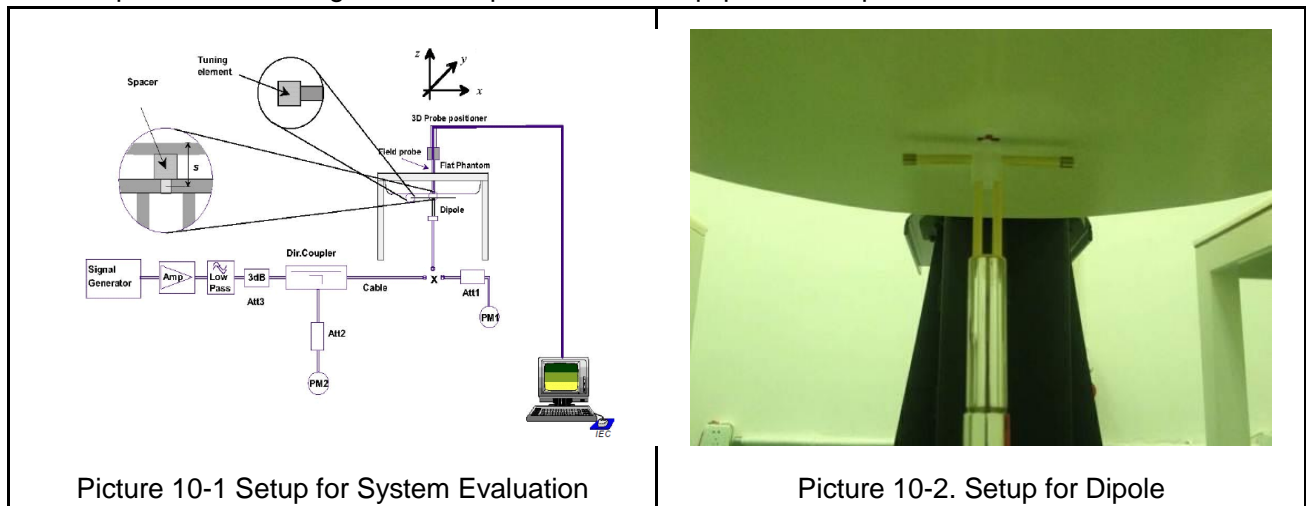 Tuning
element
Spacer
s
z
y
x
3D Probe positioner
Field probe
Flat Phantom
Dipole
Dir.Coupler
Signal
Generator
Amp
Low
Pass
3dB
Att3
Cable
x
Att1
PM1
Att2
PM2
IEC
Picture 10-1 Setup for System Evaluation
Picture 10-2. Setup for Dipole